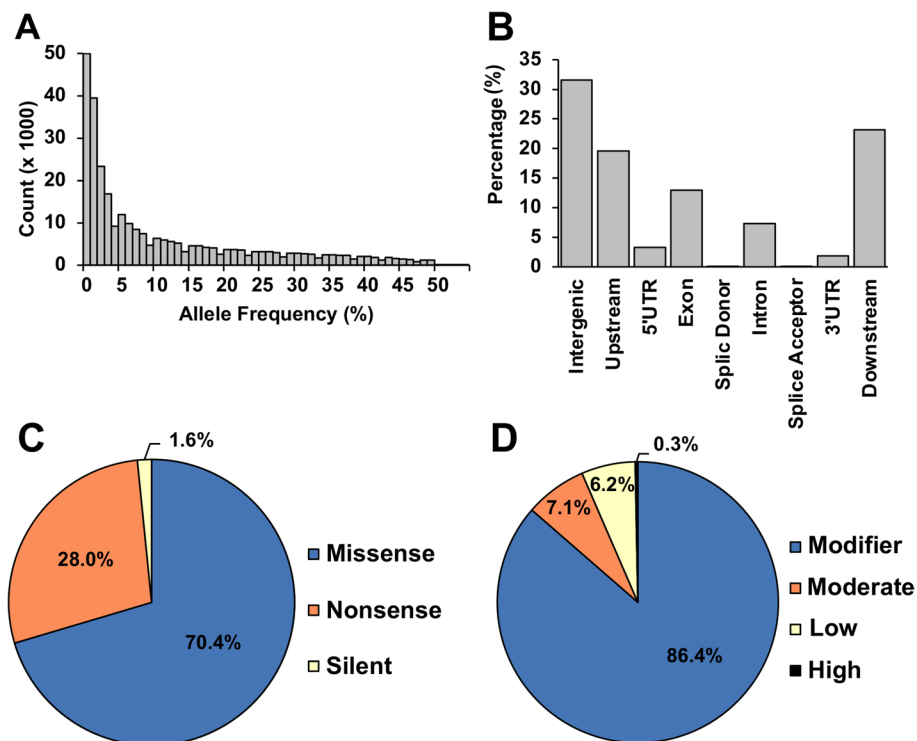 A
50
40
30
20
10
0
Count (x 1000)
0 5 10 15 20 25 30 35 40 45 50
Allele Frequency (%)
B
35
30
25
20
15
10
5
0
Percentage (%)
Intergenic
Upstream
5'UTR
Exon
Splic Donor
Intron
Splice Acceptor
3'UTR
Downstream
C
1.6%
28.0%
70.4%
Missense
Nonsense
Silent
D
0.3%
6.2%
7.1%
86.4%
Modifier
Moderate
Low
High